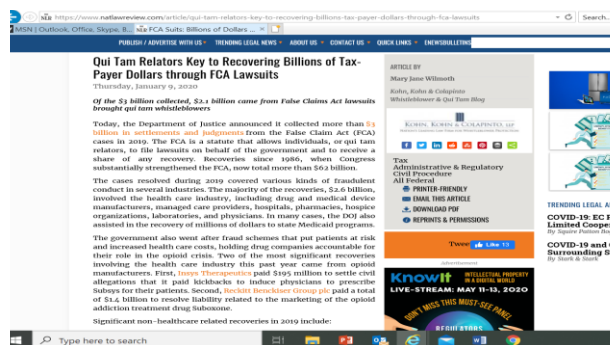 https://www.natlawreview.com/article/qui-tam-relators-key-to-recovering-billions-tax-payer-dollars-through-fca-lawsuits
Search...
MSN | Outlook, Office, Skype, B...
FCA Suits: Billions of Dollars ...
PUBLISH / ADVERTISE WITH US
TRENDING LEGAL NEWS
ABOUT US
CONTACT US
QUICK LINKS
ENEWSBULLETINS
Qui Tam Relators Key to Recovering Billions of Tax-
Payer Dollars through FCA Lawsuits
Thursday, January 9, 2020
Of the $3 billion collected, $2.1 billion came from False Claims Act lawsuits
brought qui tam whistleblowers
Today, the Department of Justice announced it collected more than $3
billion in settlements and judgments from the False Claim Act (FCA)
cases in 2019. The FCA is a statute that allows individuals, or qui tam
relators, to file lawsuits on behalf of the government and to receive a
share of any recovery. Recoveries since 1986, when Congress
substantially strengthened the FCA, now total more than $62 billion.
The cases resolved during 2019 covered various kinds of fraudulent
conduct in several industries. The majority of the recoveries, $2.6 billion,
involved the health care industry, including drug and medical device
manufacturers, managed care providers, hospitals, pharmacies, hospice
organizations, laboratories, and physicians. In many cases, the DOJ also
assisted in the recovery of millions of dollars to state Medicaid programs.
The government also went after fraud schemes that put patients at risk
and increased health care costs, holding drug companies accountable for
their role in the opioid crisis. Two of the most significant recoveries
involving the health care industry this past year came from opioid
manufacturers. First, Insys Therapeutics paid $195 million to settle civil
allegations that it paid kickbacks to induce physicians to prescribe
Subsys for their patients. Second, Reckitt Benckiser Group plc paid a total
of $1.4 billion to resolve liability related to the marketing of the opioid
addiction treatment drug Suboxone.
Significant non-healthcare related recoveries in 2019 include:
ARTICLE BY
Mary Jane Wilmoth
Kohn, Kohn & Colapinto
Whistleblower & Qui Tam Blog
KOHN, KOHN & COLAPINTO, LLP
Tax
Administrative & Regulatory
Civil Procedure
All Federal
PRINTER-FRIENDLY
EMAIL THIS ARTICLE
DOWNLOAD PDF
REPRINTS & PERMISSIONS
Tweet
Like 13
Advertisement
KnowIt
INTELLECTUAL PROPERTY
IN A DIGITAL WORLD
LIVE-STREAM: MAY 11-13, 2020
DON'T MISS THIS MUST-SEE PANEL
REGULATORS
TRENDING LEGAL A
COVID-19: EC F
Limited Cooper
By Squire Patton Bo
COVID-19 and
Surrounding S
By Stark & Stark
Type here to search